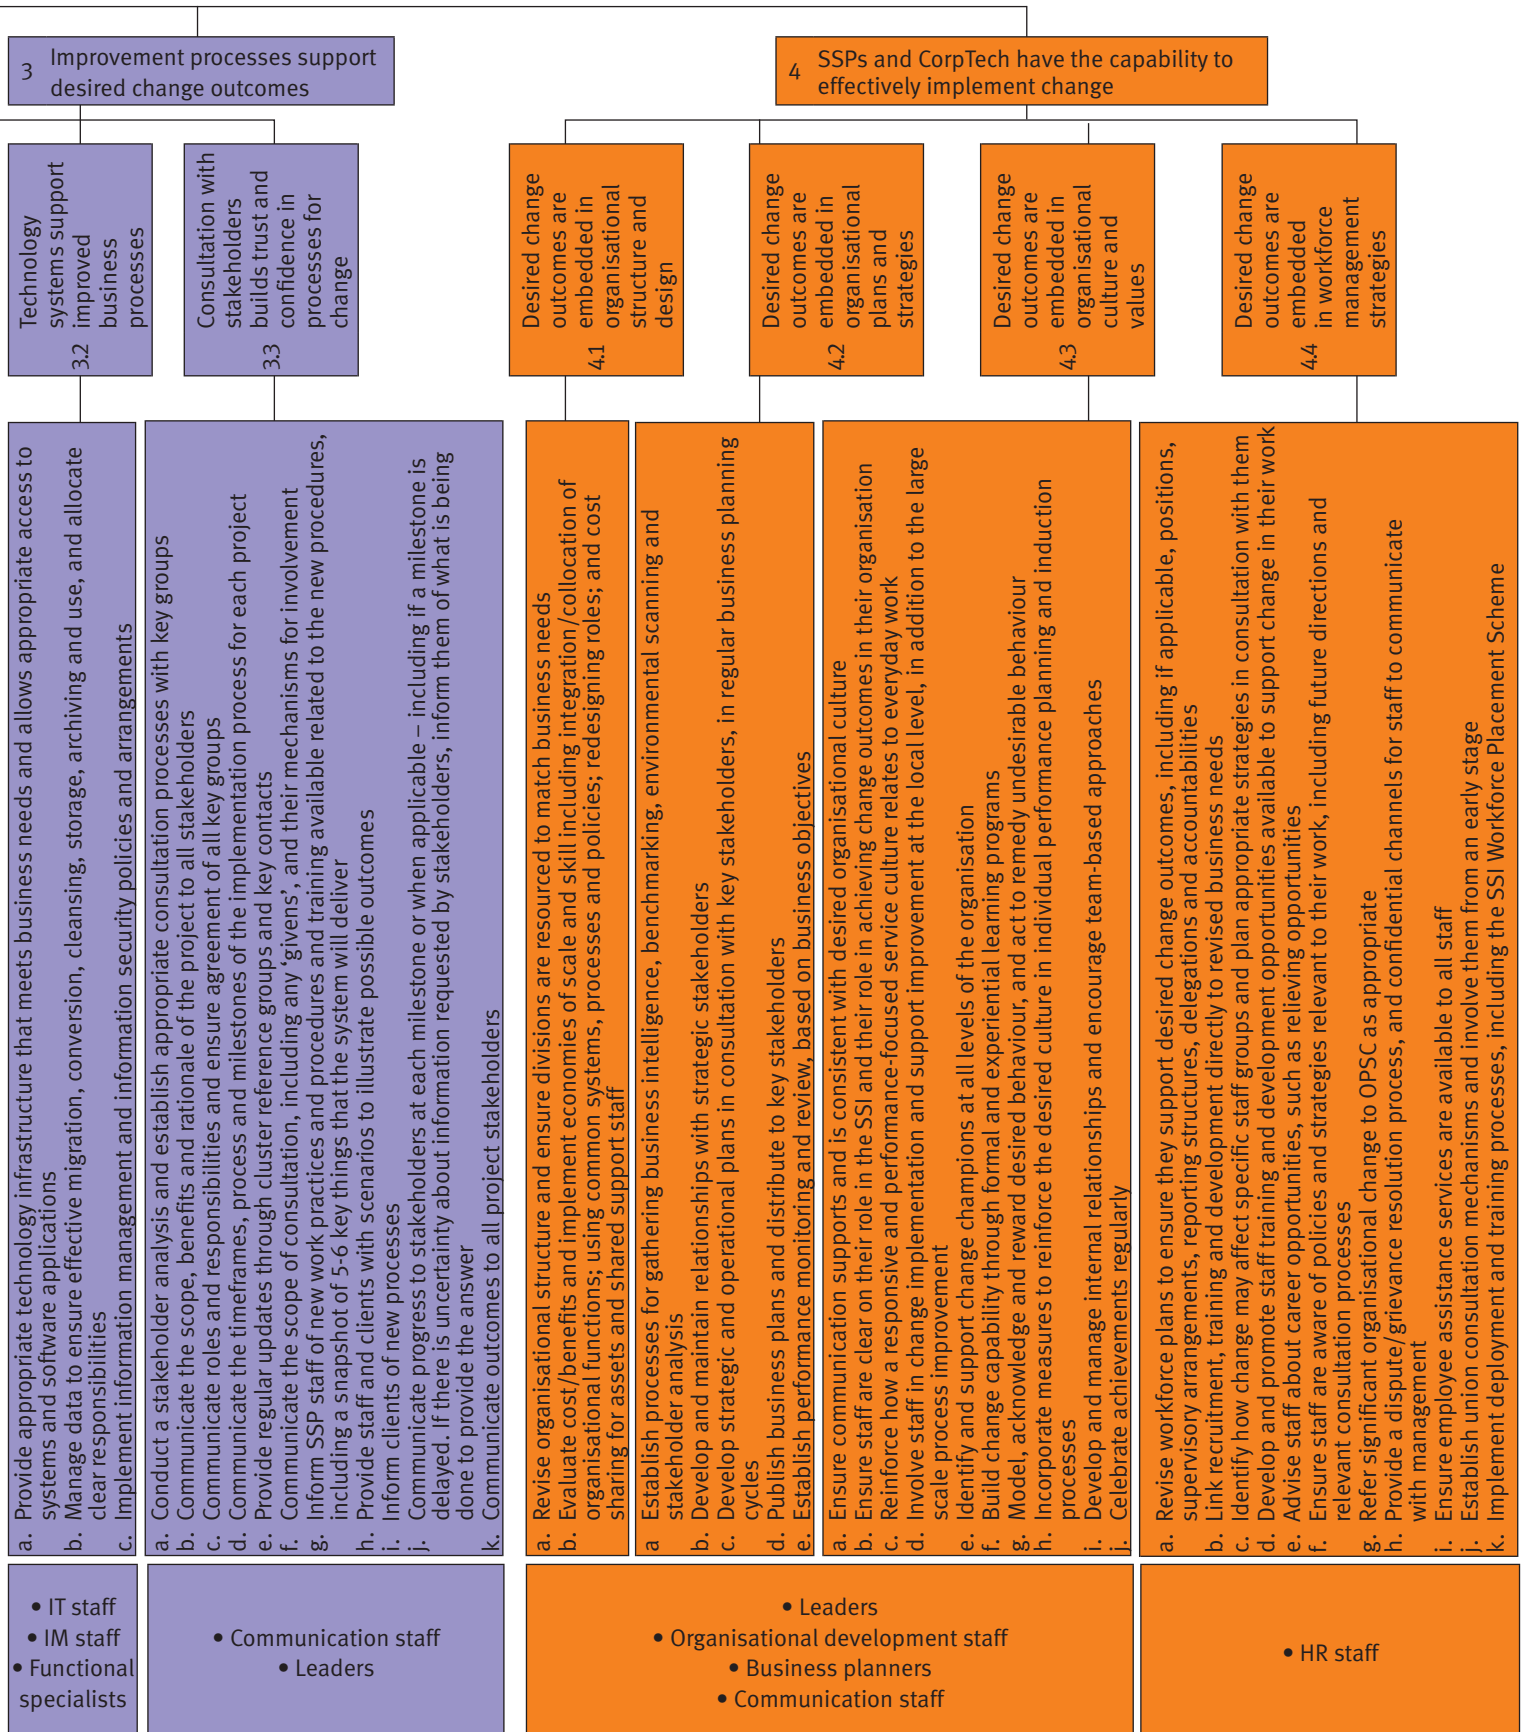 3 Improvement processes support
desired change outcomes
4 SSPs and CorpTech have the capability to
effectively implement change
3.2 Technology
systems support
improved
business
processes
3.3 Consultation with
stakeholders
builds trust and
confidence in
processes for
change
4.1 Desired change
outcomes are
embedded in
organisational
structure and
design
4.2 Desired change
outcomes are
embedded in
organisational
plans and
strategies
4.3 Desired change
outcomes are
embedded in
organisational
culture and
values
4.4 Desired change
outcomes are
embedded
in workforce
management
strategies
a. Provide appropriate technology infrastructure that meets business needs and allows appropriate access to
systems and software applications
b. Manage data to ensure effective migration, conversion, cleansing, storage, archiving and use, and allocate
clear responsibilities
c. Implement information management and information security policies and arrangements
a. Conduct a stakeholder analysis and establish appropriate consultation processes with key groups
b. Communicate the scope, benefits and rationale of the project to all stakeholders
c. Communicate roles and responsibilities and ensure agreement of all key groups
d. Communicate the timeframes, process and milestones of the implementation process for each project
e. Provide regular updates through cluster reference groups and key contacts
f. Communicate the scope of consultation, including any ‘givens’, and their mechanisms for involvement
g. Inform SSP staff of new work practices and procedures and training available related to the new procedures,
including a snapshot of 5-6 key things that the system will deliver
h. Provide staff and clients with scenarios to illustrate possible outcomes
i. Inform clients of new processes
j. Communicate progress to stakeholders at each milestone or when applicable – including if a milestone is
delayed. If there is uncertainty about information requested by stakeholders, inform them of what is being
done to provide the answer
k. Communicate outcomes to all project stakeholders
a. Revise organisational structure and ensure divisions are resourced to match business needs
b. Evaluate cost/benefits and implement economies of scale and skill including integration/collocation of
organisational functions; using common systems, processes and policies; redesigning roles; and cost
sharing for assets and shared support staff
a Establish processes for gathering business intelligence, benchmarking, environmental scanning and
stakeholder analysis
b. Develop and maintain relationships with strategic stakeholders
c. Develop strategic and operational plans in consultation with key stakeholders, in regular business planning
cycles
d. Publish business plans and distribute to key stakeholders
e. Establish performance monitoring and review, based on business objectives
a. Ensure communication supports and is consistent with desired organisational culture
b. Ensure staff are clear on their role in the SSI and their role in achieving change outcomes in their organisation
c. Reinforce how a responsive and performance-focused service culture relates to everyday work
d. Involve staff in change implementation and support improvement at the local level, in addition to the large
scale process improvement
e. Identify and support change champions at all levels of the organisation
f. Build change capability through formal and experiential learning programs
g. Model, acknowledge and reward desired behaviour, and act to remedy undesirable behaviour
h. Incorporate measures to reinforce the desired culture in individual performance planning and induction
processes
i. Develop and manage internal relationships and encourage team-based approaches
j. Celebrate achievements regularly
a. Revise workforce plans to ensure they support desired change outcomes, including if applicable, positions,
supervisory arrangements, reporting structures, delegations and accountabilities
b. Link recruitment, training and development directly to revised business needs
c. Identify how change may affect specific staff groups and plan appropriate strategies in consultation with them
d. Develop and promote staff training and development opportunities available to support change in their work
e. Advise staff about career opportunities, such as relieving opportunities
f. Ensure staff are aware of policies and strategies relevant to their work, including future directions and
relevant consultation processes
g. Refer significant organisational change to OPSC as appropriate
h. Provide a dispute/grievance resolution process, and confidential channels for staff to communicate
with management
i. Ensure employee assistance services are available to all staff
j. Establish union consultation mechanisms and involve them from an early stage
k. Implement deployment and training processes, including the SSI Workforce Placement Scheme
• IT staff
• IM staff
• Functional
specialists
• Communication staff
• Leaders
• Leaders
• Organisational development staff
• Business planners
• Communication staff
• HR staff